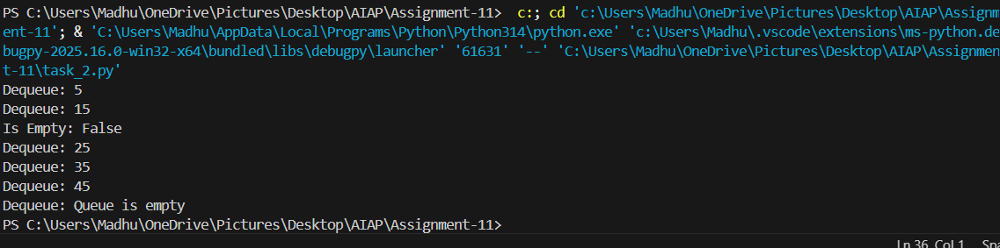 PS C:\Users\Madhu\OneDrive\Pictures\Desktop\AIAP\Assignment-11>  c:; cd 'c:\Users\Madhu\OneDrive\Pictures\Desktop\AIAP\Assignm
ent-11'; & 'C:\Users\Madhu\AppData\Local\Programs\Python\Python314\python.exe' 'c:\Users\Madhu\.vscode\extensions\ms-python.de
bugpy-2025.16.0-win32-x64\bundled\libs\debugpy\launcher' '61631' '--' 'C:\Users\Madhu\OneDrive\Pictures\Desktop\AIAP\Assignmen
t-11\task_2.py'
Dequeue: 5
Dequeue: 15
Is Empty: False
Dequeue: 25
Dequeue: 35
Dequeue: 45
Dequeue: Queue is empty
PS C:\Users\Madhu\OneDrive\Pictures\Desktop\AIAP\Assignment-11>
Ln 36, Col 1